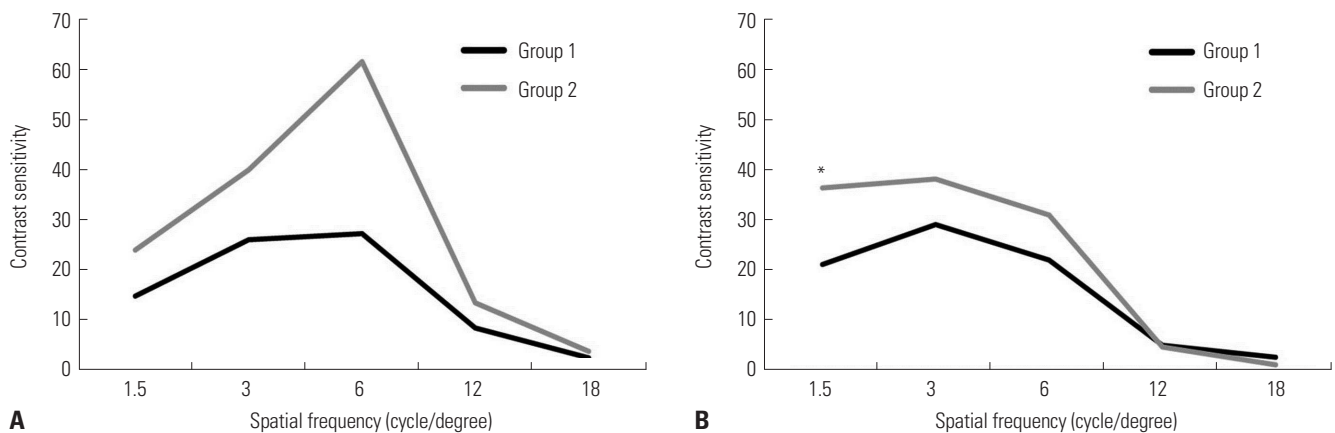 70
60
50
40
30
20
10
0
Contrast sensitivity
Group 1
Group 2
1.5 3 6 12 18
Spatial frequency (cycle/degree)
A
70
60
50
40
30
20
10
0
Contrast sensitivity
*
Group 1
Group 2
1.5 3 6 12 18
Spatial frequency (cycle/degree)
B